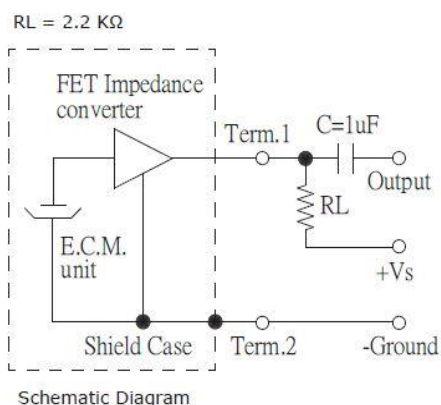 RL = 2.2 KΩ
FET Impedance
converter
Term.1
C=1uF
Output
RL
E.C.M.
unit
+Vs
Shield Case
Term.2
-Ground
Schematic Diagram